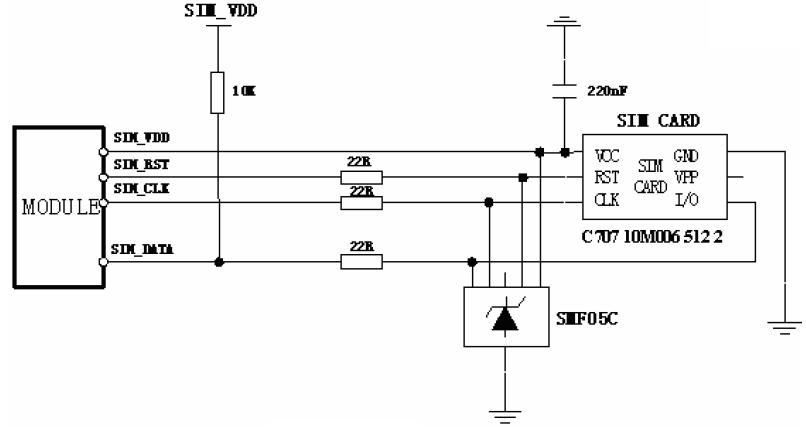 SIM_VDD
10K
220nF
SIM CARD
SIM_VDD
SIM_RST
22R
SIM_CLK
22R
MODULE
SIM_DATA
22R
VCC GND
RST SIM VPP
CLK CARD I/O
C707 10M006 512 2
SMF05C